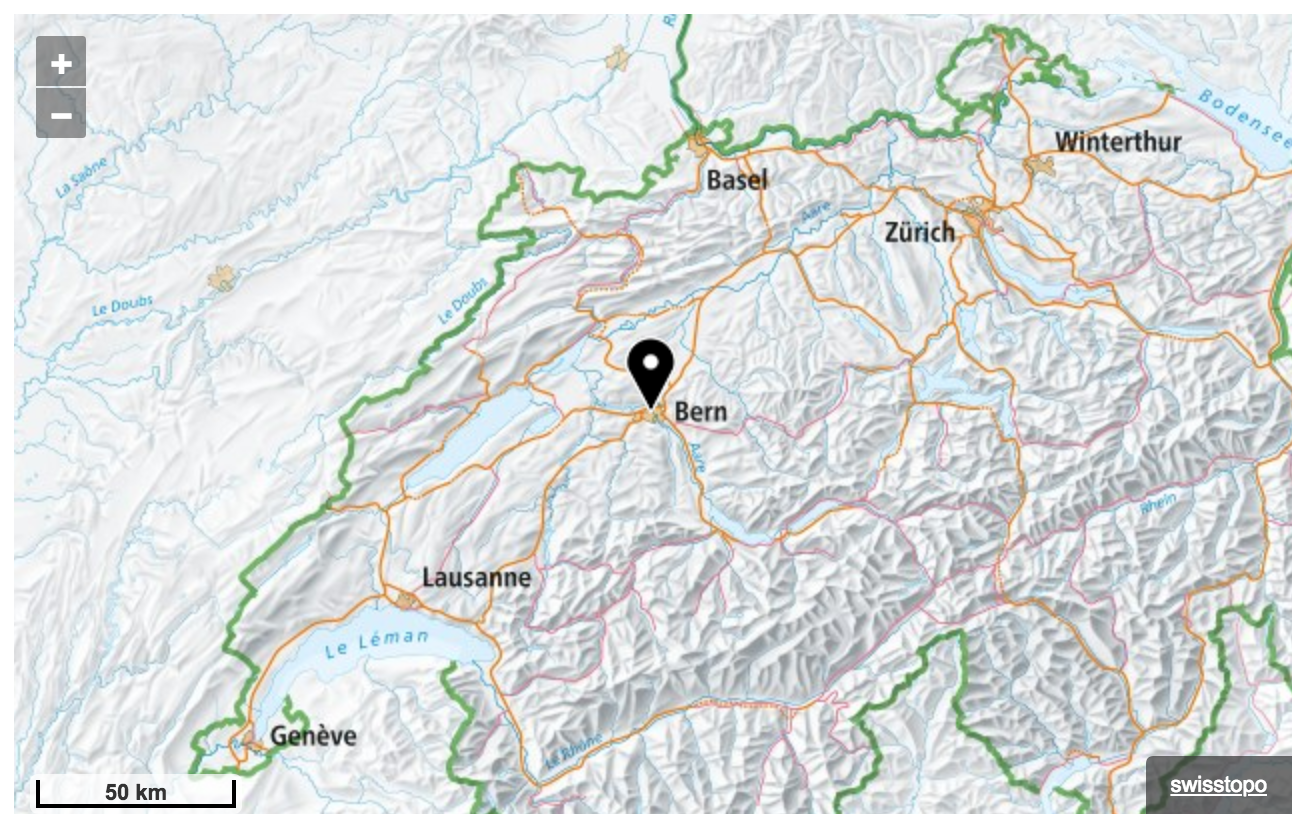 +
−
Ri
Bodensee
Winterthur
La Saône
Basel
Aare
Zürich
Le Doubs
Le Doubs
Bern
Aare
Rhein
Lausanne
Le Léman
Genève
Le Rhône
50 km
swisstopo